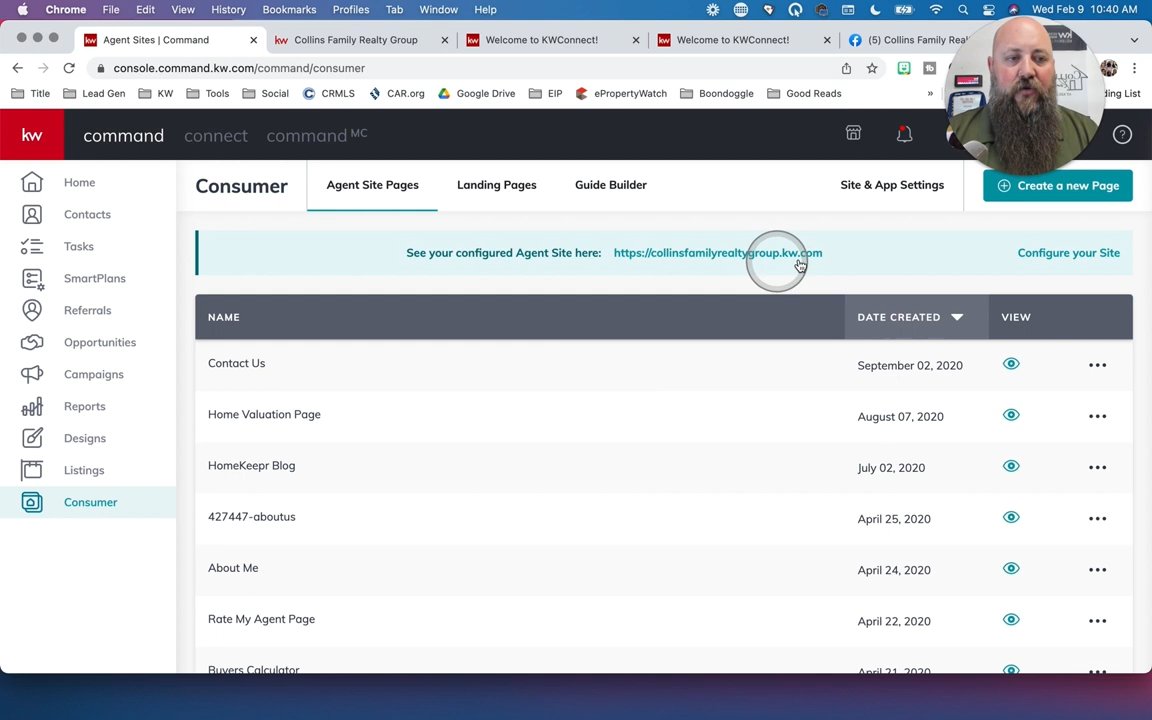 Chrome File Edit View History Bookmarks Profiles Tab Window Help Wed Feb 9 10:40 AM
Agent Sites | Command
Collins Family Realty Group
Welcome to KWConnect!
Welcome to KWConnect!
(5) Collins Family Rea
console.command.kw.com/command/consumer
Title Lead Gen KW Tools Social CRMLS CAR.org Google Drive EIP ePropertyWatch Boondoggle Good Reads » ding List
kw command connect command MC
Home
Contacts
Tasks
SmartPlans
Referrals
Opportunities
Campaigns
Reports
Designs
Listings
Consumer
Consumer Agent Site Pages Landing Pages Guide Builder Site & App Settings Create a new Page
See your configured Agent Site here: https://collinsfamilyrealtygroup.kw.com Configure your Site
NAME DATE CREATED VIEW
Contact Us September 02, 2020
Home Valuation Page August 07, 2020
HomeKeepr Blog July 02, 2020
427447-aboutus April 25, 2020
About Me April 24, 2020
Rate My Agent Page April 22, 2020
Buyers Calculator April 21, 2020